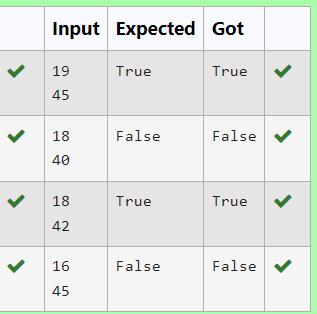 Input Expected Got
19 True True
45
18 False False
40
18 True True
42
16 False False
45